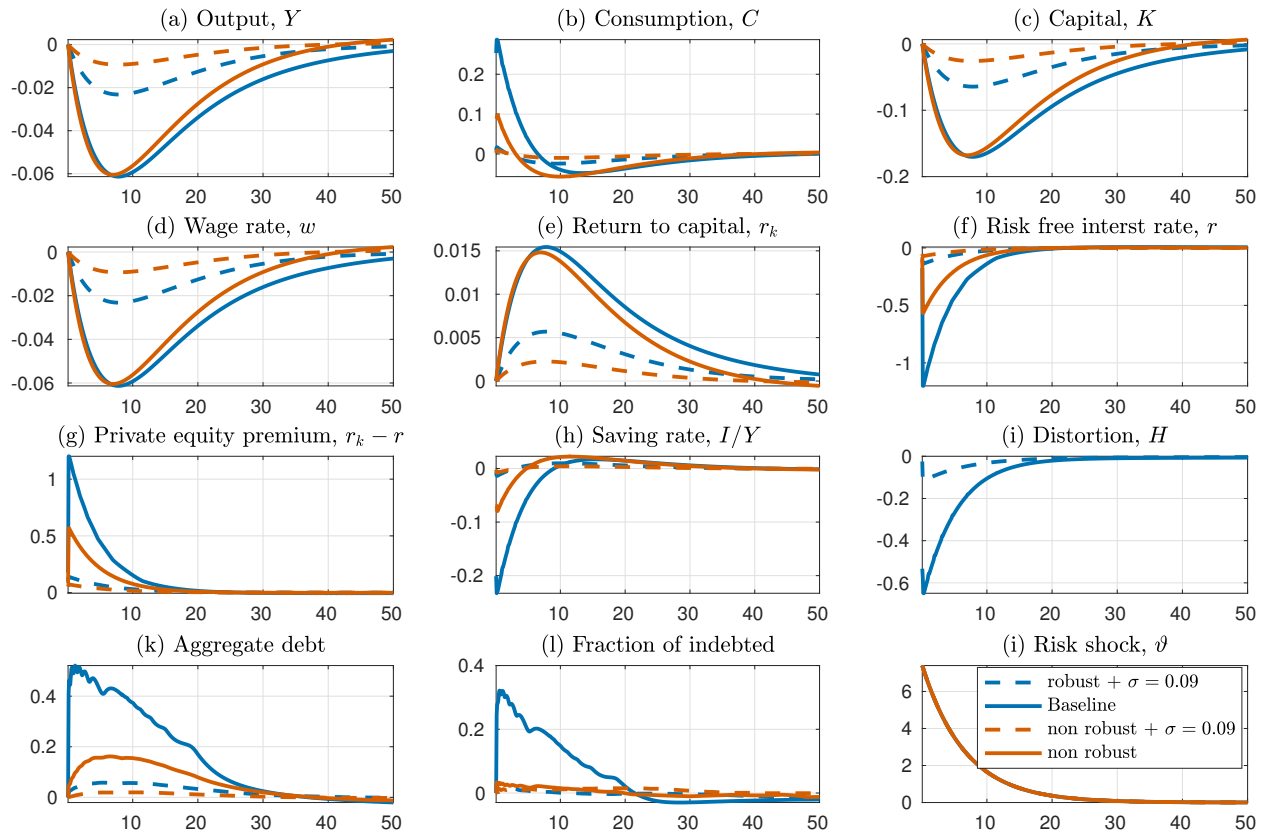 (a) Output, Y
(b) Consumption, C
(c) Capital, K
0
-0.02
-0.04
-0.06
10 20 30 40 50
0.2
0.1
0
10 20 30 40 50
0
-0.1
-0.2
10 20 30 40 50
(d) Wage rate, w
(e) Return to capital, r_k
(f) Risk free interst rate, r
0
-0.02
-0.04
-0.06
10 20 30 40 50
0.015
0.01
0.005
0
10 20 30 40 50
0
-0.5
-1
10 20 30 40 50
(g) Private equity premium, r_k − r
(h) Saving rate, I/Y
(i) Distortion, H
1
0.5
0
10 20 30 40 50
0
-0.1
-0.2
10 20 30 40 50
0
-0.2
-0.4
-0.6
10 20 30 40 50
(k) Aggregate debt
(l) Fraction of indebted
(i) Risk shock, ϑ
0.4
0.2
0
10 20 30 40 50
0.4
0.2
0
10 20 30 40 50
6
4
2
0
10 20 30 40 50
robust + σ = 0.09
Baseline
non robust + σ = 0.09
non robust